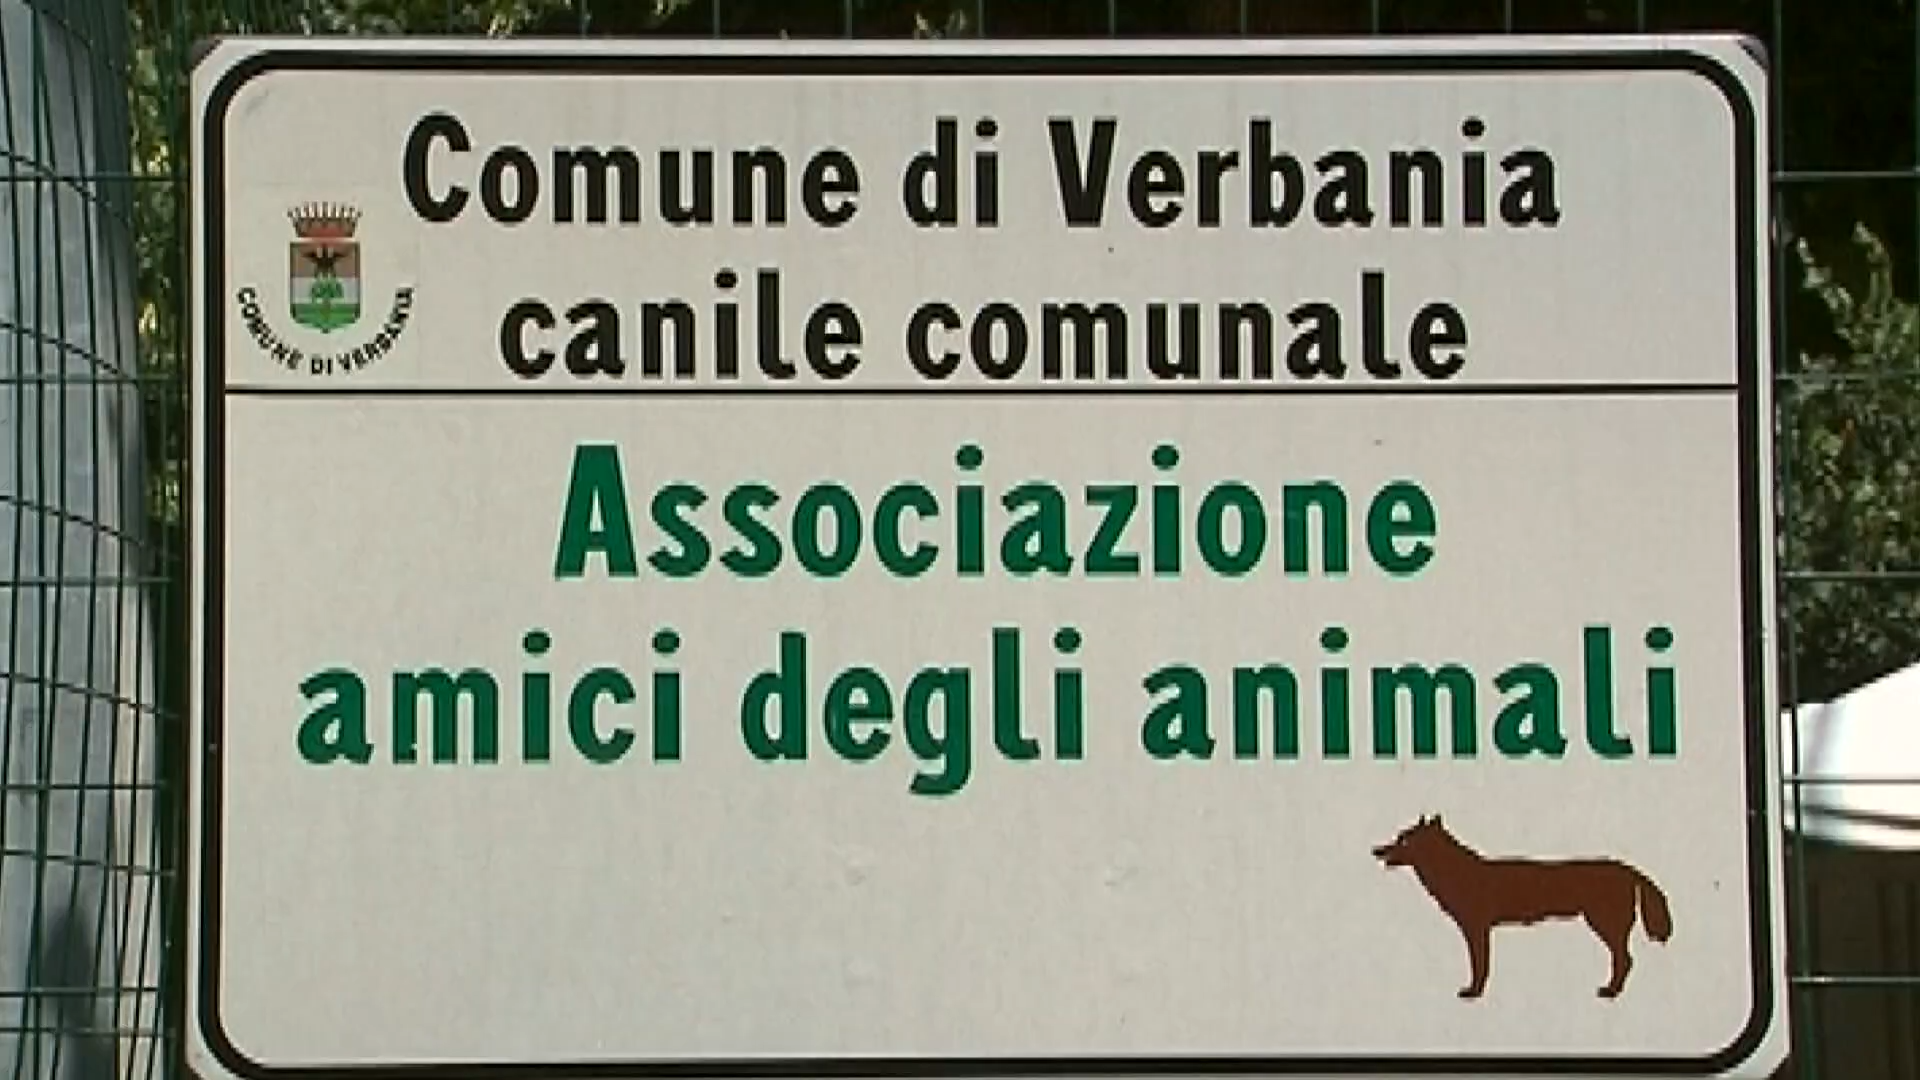 Comune di Verbania
canile comunale
COMUNE DI VERBANIA
Associazione
amici degli animali